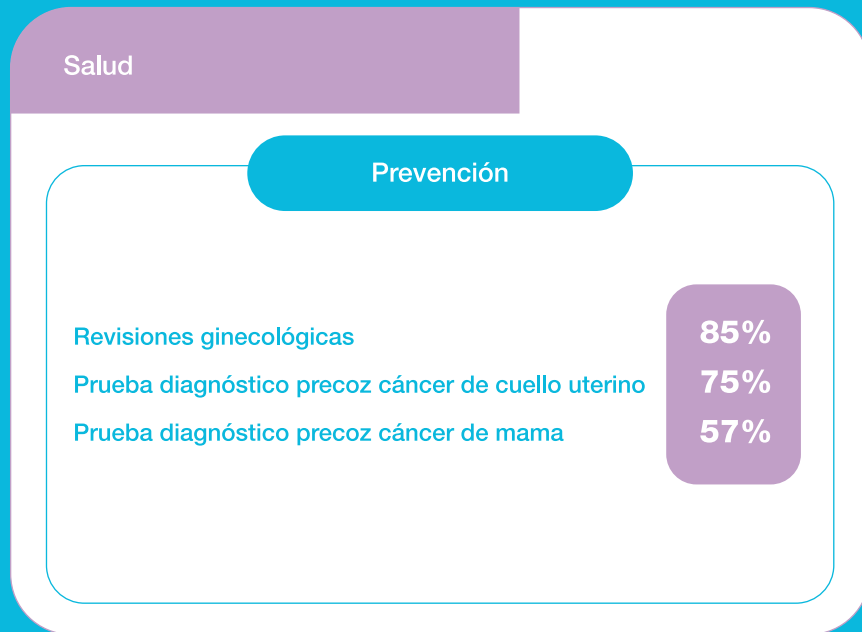 Salud
Prevención
Revisiones ginecológicas 85%
Prueba diagnóstico precoz cáncer de cuello uterino 75%
Prueba diagnóstico precoz cáncer de mama 57%